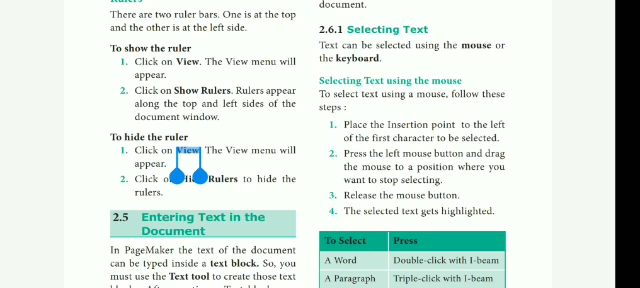 Rulers
There are two ruler bars. One is at the top
and the other is at the left side.
To show the ruler
1. Click on View. The View menu will
appear.
2. Click on Show Rulers. Rulers appear
along the top and left sides of the
document window.
To hide the ruler
1. Click on View. The View menu will
appear.
2. Click Rulers to hide the
rulers.
2.5 Entering Text in the
Document
In PageMaker the text of the document
can be typed inside a text block. So, you
must use the Text tool to create those text
document.
2.6.1 Selecting Text
Text can be selected using the mouse or
the keyboard.
Selecting Text using the mouse
To select text using a mouse, follow these
steps :
1. Place the Insertion point to the left
of the first character to be selected.
2. Press the left mouse button and drag
the mouse to a position where you
want to stop selecting.
3. Release the mouse button.
4. The selected text gets highlighted.
To Select Press
A Word Double-click with I-beam
A Paragraph Triple-click with I-beam